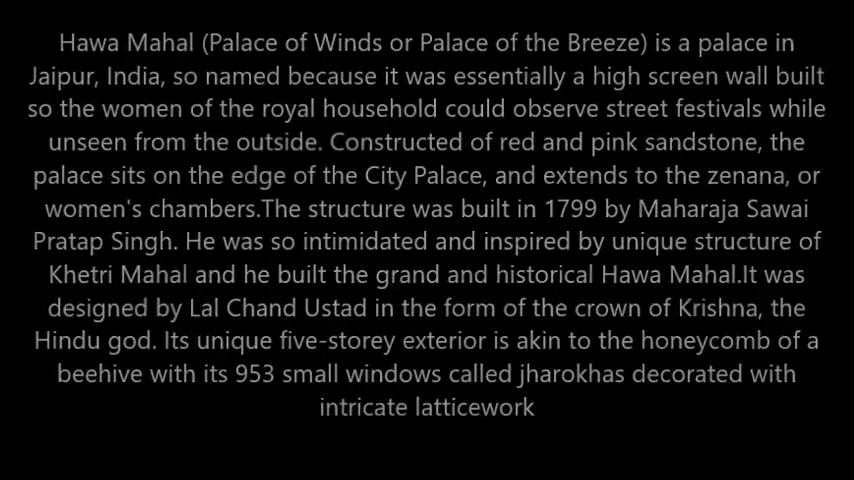 Hawa Mahal (Palace of Winds or Palace of the Breeze) is a palace in
Jaipur, India, so named because it was essentially a high screen wall built
so the women of the royal household could observe street festivals while
unseen from the outside. Constructed of red and pink sandstone, the
palace sits on the edge of the City Palace, and extends to the zenana, or
women's chambers.The structure was built in 1799 by Maharaja Sawai
Pratap Singh. He was so intimidated and inspired by unique structure of
Khetri Mahal and he built the grand and historical Hawa Mahal.It was
designed by Lal Chand Ustad in the form of the crown of Krishna, the
Hindu god. Its unique five-storey exterior is akin to the honeycomb of a
beehive with its 953 small windows called jharokhas decorated with
intricate latticework